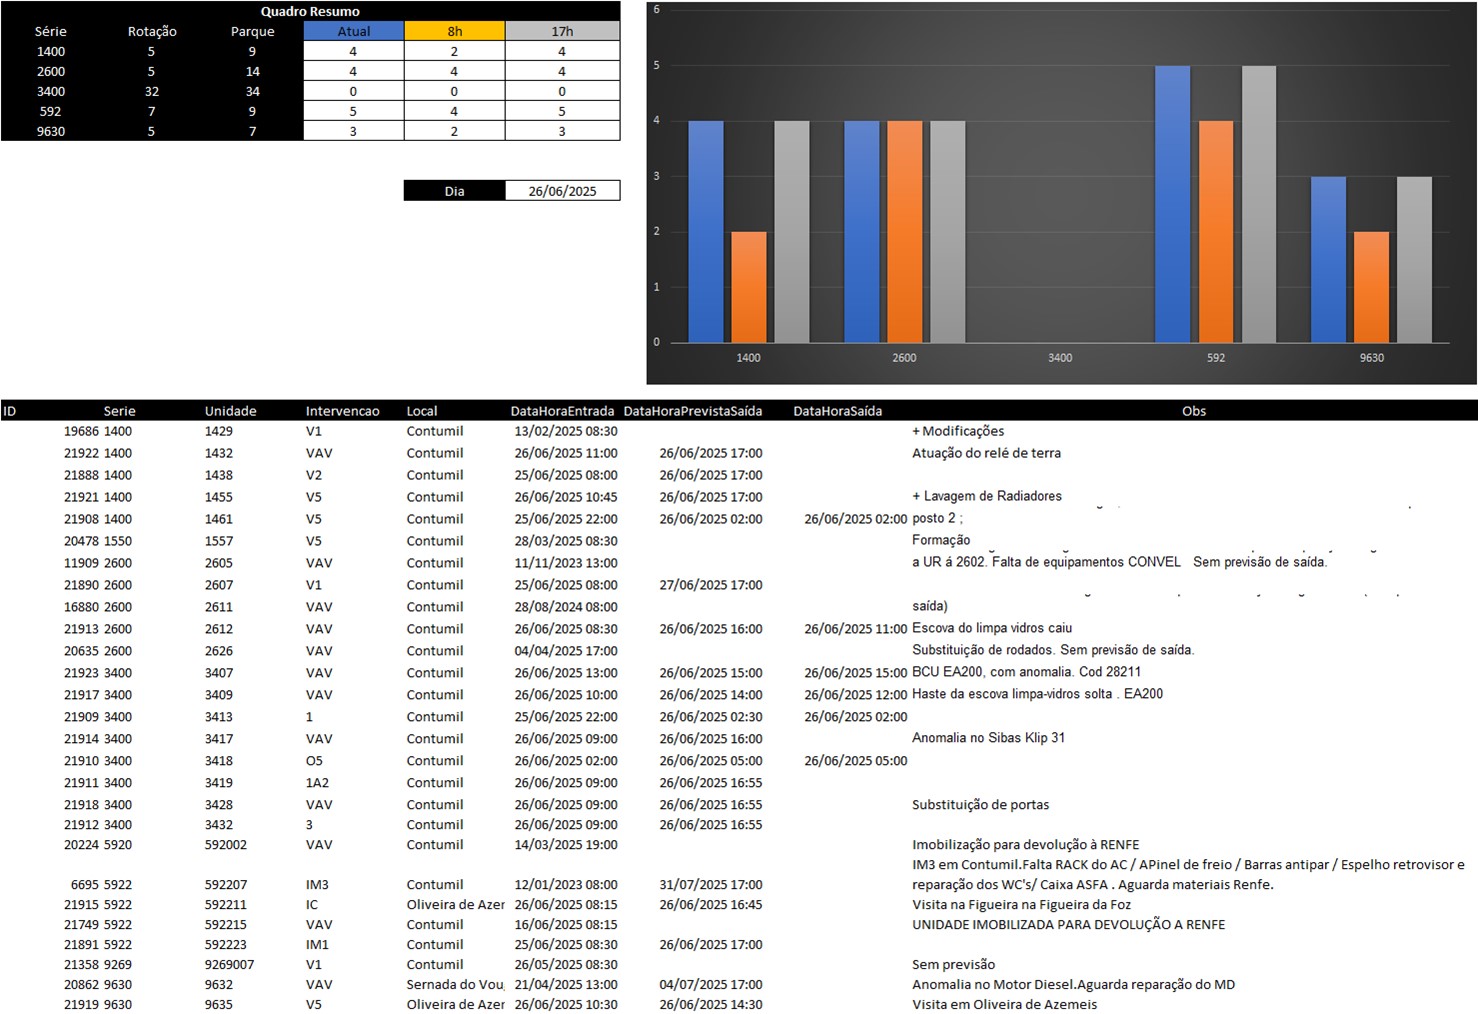 Quadro Resumo
Série Rotação Parque Atual 8h 17h
1400 5 9 4 2 4
2600 5 14 4 4 4
3400 32 34 0 0 0
592 7 9 5 4 5
9630 5 7 3 2 3
Dia 26/06/2025
6
5
4
3
2
1
0
1400 2600 3400 592 9630
ID Serie Unidade Intervencao Local DataHoraEntrada DataHoraPrevistaSaída DataHoraSaída Obs
19686 1400 1429 V1 Contumil 13/02/2025 08:30 + Modificações
21922 1400 1432 VAV Contumil 26/06/2025 11:00 26/06/2025 17:00 Atuação do relé de terra
21888 1400 1438 V2 Contumil 25/06/2025 08:00 26/06/2025 17:00
21921 1400 1455 V5 Contumil 26/06/2025 10:45 26/06/2025 17:00 + Lavagem de Radiadores
21908 1400 1461 V5 Contumil 25/06/2025 22:00 26/06/2025 02:00 26/06/2025 02:00 posto 2 ;
20478 1550 1557 V5 Contumil 28/03/2025 08:30 Formação
11909 2600 2605 VAV Contumil 11/11/2023 13:00 a UR á 2602. Falta de equipamentos CONVEL Sem previsão de saída.
21890 2600 2607 V1 Contumil 25/06/2025 08:00 27/06/2025 17:00
16880 2600 2611 VAV Contumil 28/08/2024 08:00 saída)
21913 2600 2612 VAV Contumil 26/06/2025 08:30 26/06/2025 16:00 26/06/2025 11:00 Escova do limpa vidros caiu
20635 2600 2626 VAV Contumil 04/04/2025 17:00 Substituição de rodados. Sem previsão de saída.
21923 3400 3407 VAV Contumil 26/06/2025 13:00 26/06/2025 15:00 26/06/2025 15:00 BCU EA200, com anomalia. Cod 28211
21917 3400 3409 VAV Contumil 26/06/2025 10:00 26/06/2025 14:00 26/06/2025 12:00 Haste da escova limpa-vidros solta . EA200
21909 3400 3413 1 Contumil 25/06/2025 22:00 26/06/2025 02:30 26/06/2025 02:00
21914 3400 3417 VAV Contumil 26/06/2025 09:00 26/06/2025 16:00 Anomalia no Sibas Klip 31
21910 3400 3418 O5 Contumil 26/06/2025 02:00 26/06/2025 05:00 26/06/2025 05:00
21911 3400 3419 1A2 Contumil 26/06/2025 09:00 26/06/2025 16:55
21918 3400 3428 VAV Contumil 26/06/2025 09:00 26/06/2025 16:55 Substituição de portas
21912 3400 3432 3 Contumil 26/06/2025 09:00 26/06/2025 16:55
20224 5920 592002 VAV Contumil 14/03/2025 19:00 Imobilização para devolução à RENFE
IM3 em Contumil.Falta RACK do AC / APinel de freio / Barras antipar / Espelho retrovisor e
6695 5922 592207 IM3 Contumil 12/01/2023 08:00 31/07/2025 17:00 reparação dos WC's/ Caixa ASFA . Aguarda materiais Renfe.
21915 5922 592211 IC Oliveira de Azer 26/06/2025 08:15 26/06/2025 16:45 Visita na Figueira na Figueira da Foz
21749 5922 592215 VAV Contumil 16/06/2025 08:15 UNIDADE IMOBILIZADA PARA DEVOLUÇÃO A RENFE
21891 5922 592223 IM1 Contumil 25/06/2025 08:30 26/06/2025 17:00
21358 9269 9269007 V1 Contumil 26/05/2025 08:30 Sem previsão
20862 9630 9632 VAV Sernada do Vou 21/04/2025 13:00 04/07/2025 17:00 Anomalia no Motor Diesel.Aguarda reparação do MD
21919 9630 9635 V5 Oliveira de Azer 26/06/2025 10:30 26/06/2025 14:30 Visita em Oliveira de Azemeis